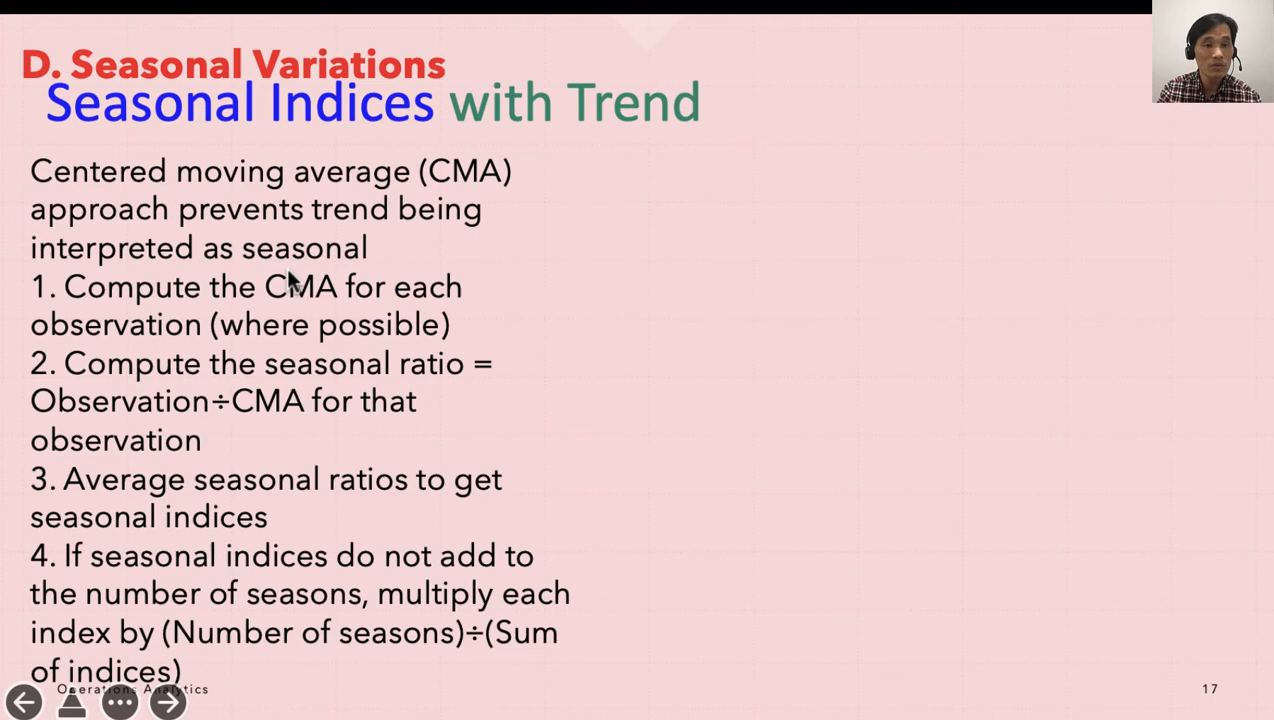 D. Seasonal Variations
Seasonal Indices with Trend
Centered moving average (CMA)
approach prevents trend being
interpreted as seasonal
1. Compute the CMA for each
observation (where possible)
2. Compute the seasonal ratio =
Observation÷CMA for that
observation
3. Average seasonal ratios to get
seasonal indices
4. If seasonal indices do not add to
the number of seasons, multiply each
index by (Number of seasons)÷(Sum
of indices)
Operations Analytics
17